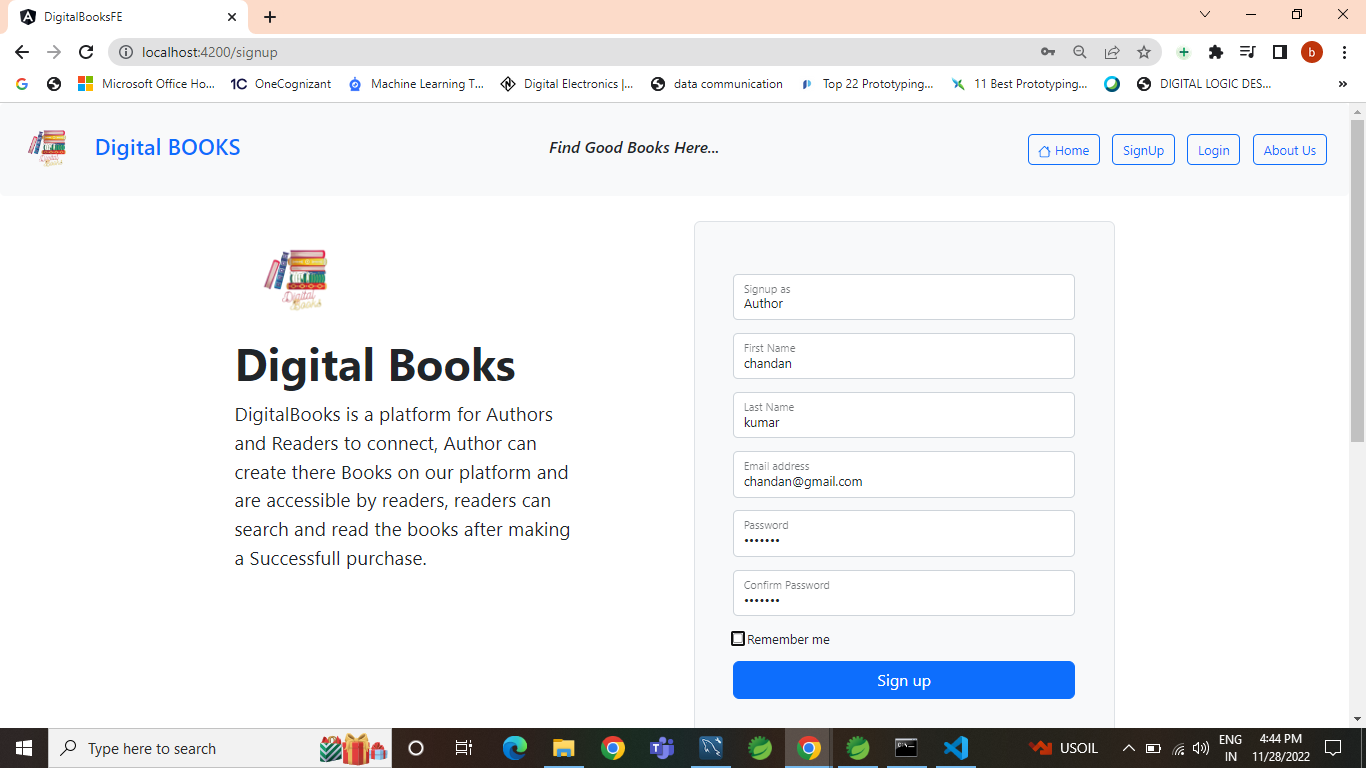 DigitalBooksFE
localhost:4200/signup
b
Microsoft Office Ho...
1C OneCognizant
Machine Learning T...
Digital Electronics |...
data communication
Top 22 Prototyping...
11 Best Prototyping...
DIGITAL LOGIC DES...
Digital BOOKS
Find Good Books Here...
Home
SignUp
Login
About Us
Digital
Books
Digital Books
DigitalBooks is a platform for Authors
and Readers to connect, Author can
create there Books on our platform and
are accessible by readers, readers can
search and read the books after making
a Successfull purchase.
Signup as
Author
First Name
chandan
Last Name
kumar
Email address
chandan@gmail.com
Password
•••••••
Confirm Password
•••••••
Remember me
Sign up
Type here to search
USOIL
ENG
IN
4:44 PM
11/28/2022